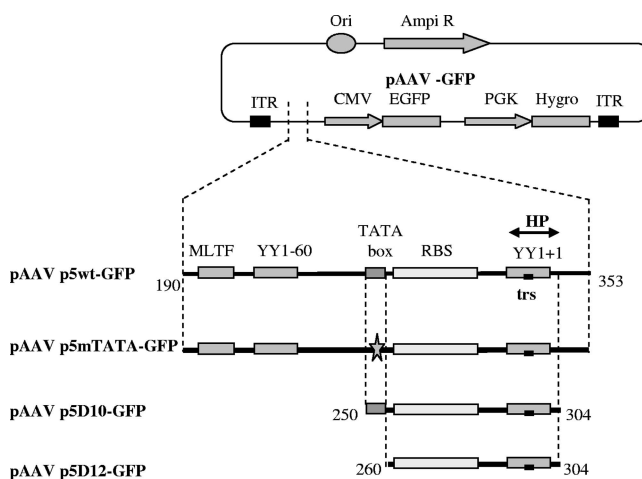 Ori
Ampi R
pAAV -GFP
ITR
CMV
EGFP
PGK
Hygro
ITR
HP
TATA
box
MLTF
YY1-60
RBS
YY1+1
pAAV p5wt-GFP
190
353
trs
pAAV p5mTATA-GFP
pAAV p5D10-GFP
250
304
pAAV p5D12-GFP
260
304